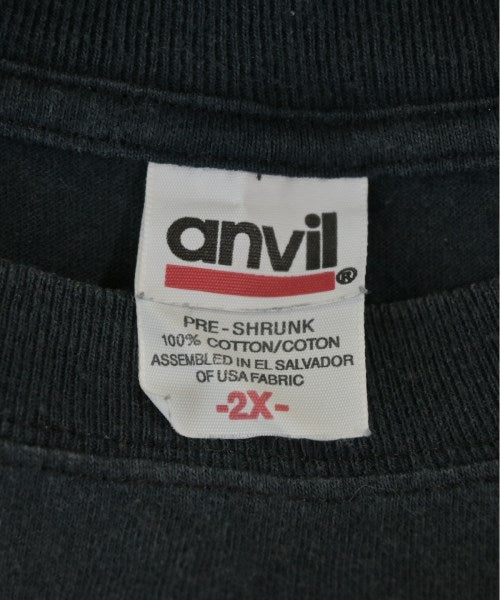 anvil®
PRE-SHRUNK
100% COTTON/COTON
ASSEMBLED IN EL SALVADOR
OF USA FABRIC
-2X-